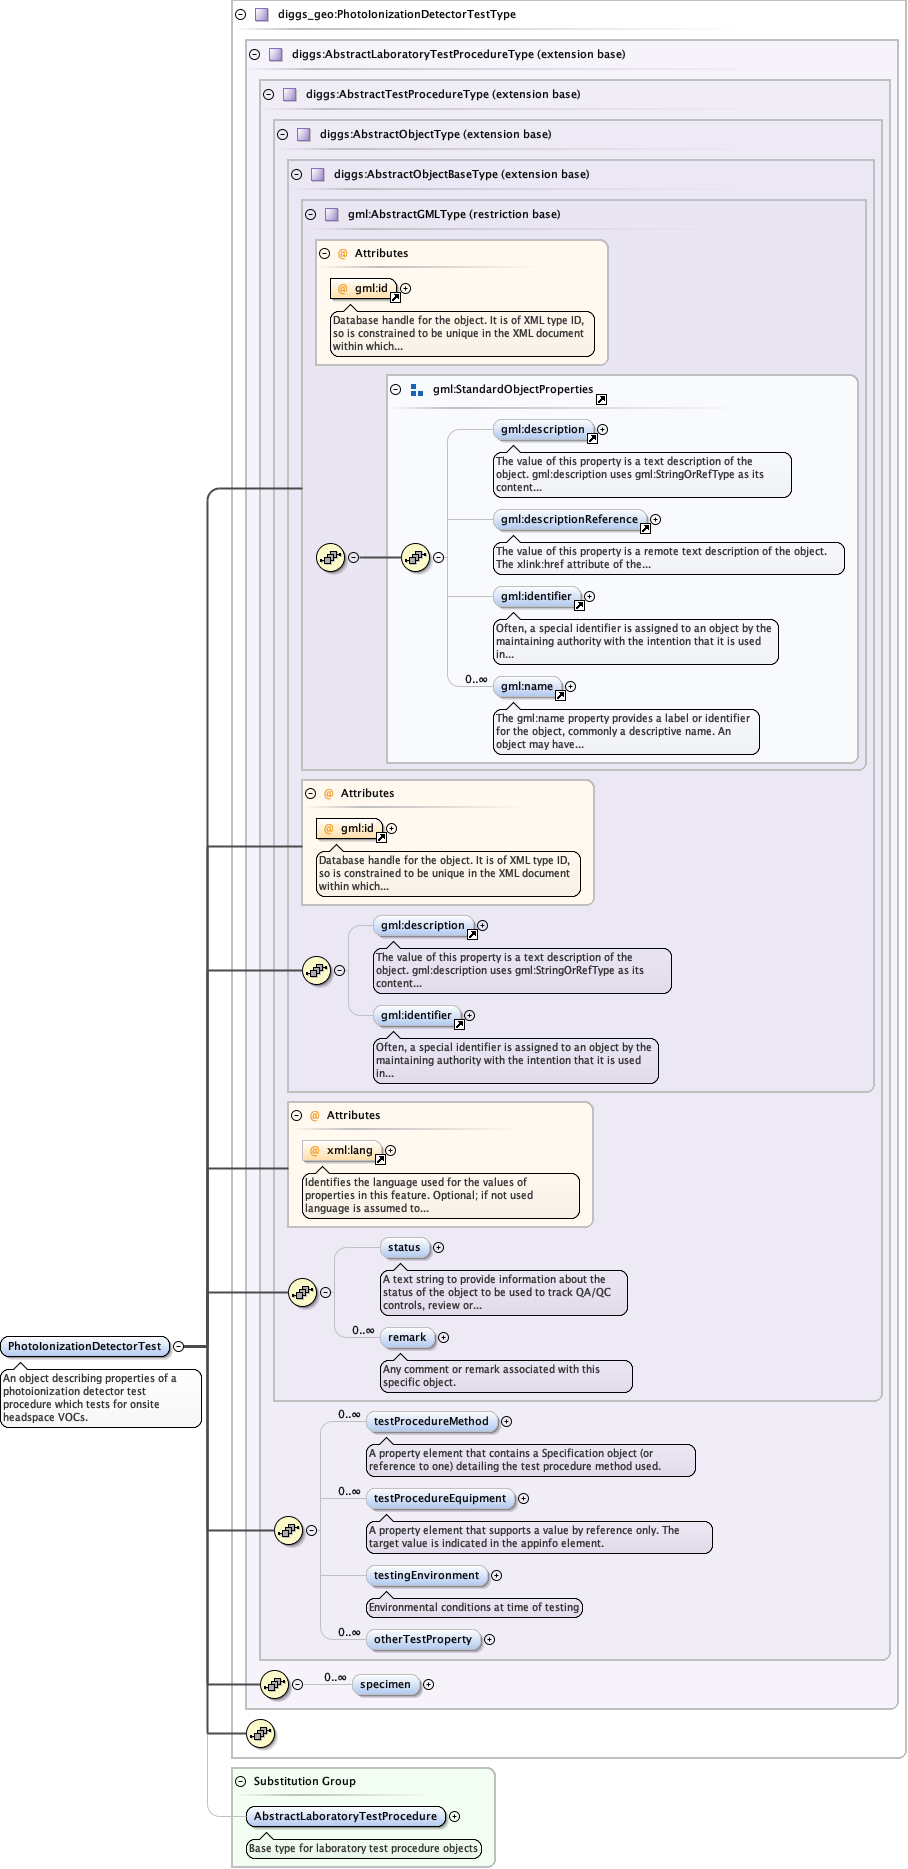 diggs_geo:PhotoIonizationDetectorTestType
diggs:AbstractLaboratoryTestProcedureType (extension base)
diggs:AbstractTestProcedureType (extension base)
diggs:AbstractObjectType (extension base)
diggs:AbstractObjectBaseType (extension base)
gml:AbstractGMLType (restriction base)
@ Attributes
@ gml:id
Database handle for the object. It is of XML type ID,
so is constrained to be unique in the XML document
within which...
gml:StandardObjectProperties
gml:description
The value of this property is a text description of the
object. gml:description uses gml:StringOrRefType as its
content...
gml:descriptionReference
The value of this property is a remote text description of the object.
The xlink:href attribute of the...
gml:identifier
Often, a special identifier is assigned to an object by the
maintaining authority with the intention that it is used
in...
0..∞
gml:name
The gml:name property provides a label or identifier
for the object, commonly a descriptive name. An
object may have...
@ Attributes
@ gml:id
Database handle for the object. It is of XML type ID,
so is constrained to be unique in the XML document
within which...
gml:description
The value of this property is a text description of the
object. gml:description uses gml:StringOrRefType as its
content...
gml:identifier
Often, a special identifier is assigned to an object by the
maintaining authority with the intention that it is used
in...
@ Attributes
@ xml:lang
Identifies the language used for the values of
properties in this feature. Optional; if not used
language is assumed to...
status
A text string to provide information about the
status of the object to be used to track QA/QC
controls, review or...
0..∞
remark
Any comment or remark associated with this
specific object.
PhotoIonizationDetectorTest
An object describing properties of a
photoionization detector test
procedure which tests for onsite
headspace VOCs.
0..∞
testProcedureMethod
A property element that contains a Specification object (or
reference to one) detailing the test procedure method used.
0..∞
testProcedureEquipment
A property element that supports a value by reference only. The
target value is indicated in the appinfo element.
testingEnvironment
Environmental conditions at time of testing
0..∞
otherTestProperty
0..∞
specimen
Substitution Group
AbstractLaboratoryTestProcedure
Base type for laboratory test procedure objects